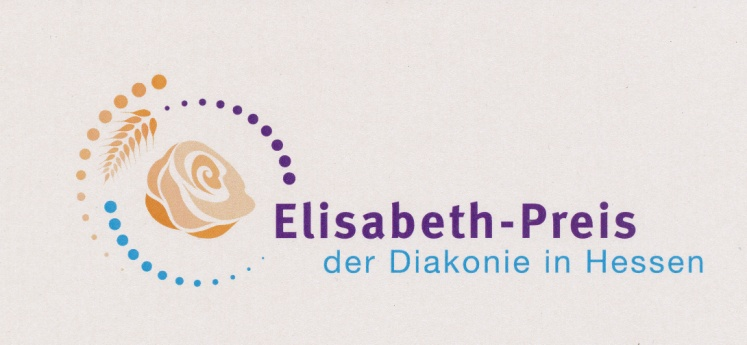 Elisabeth-Preis
der Diakonie in Hessen